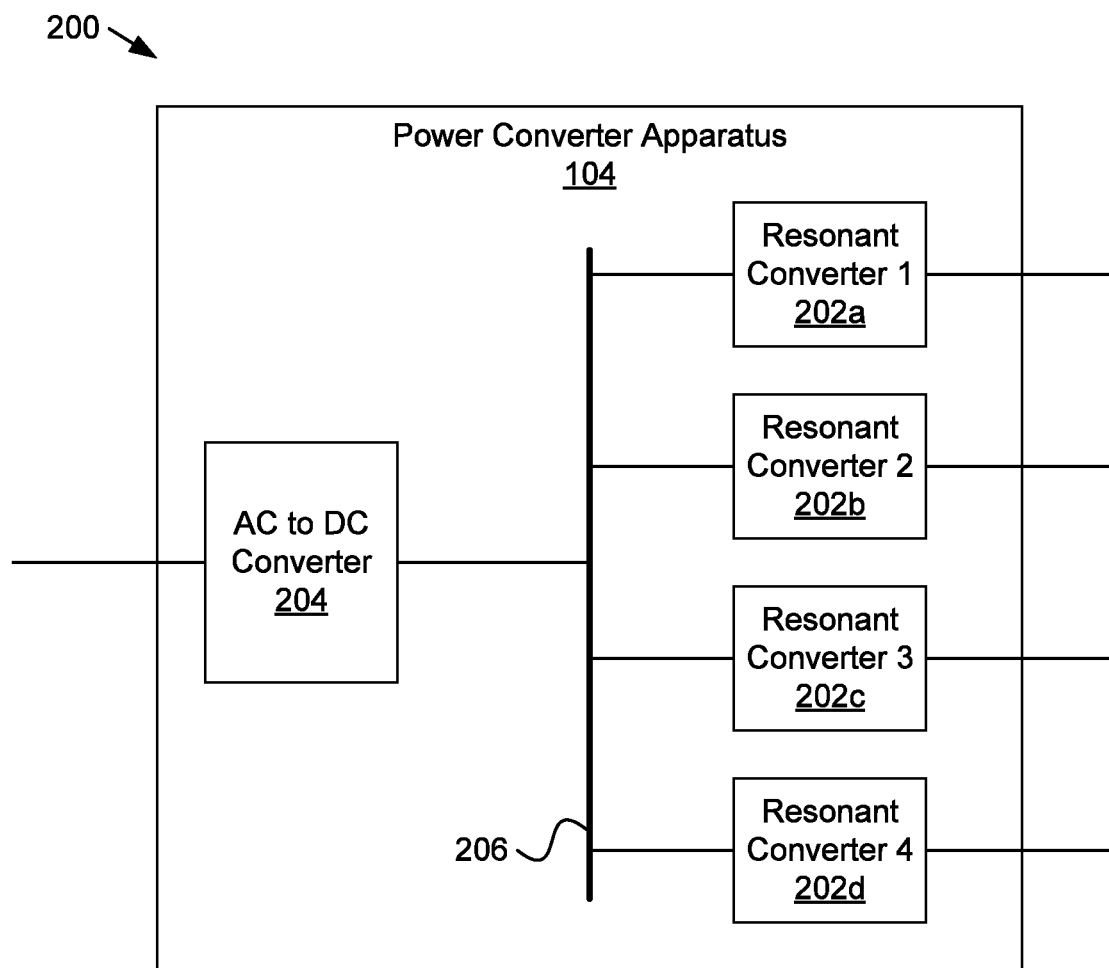 200
Power Converter Apparatus
104
Resonant
Converter 1
202a
Resonant
Converter 2
202b
AC to DC
Converter
204
Resonant
Converter 3
202c
Resonant
Converter 4
202d
206